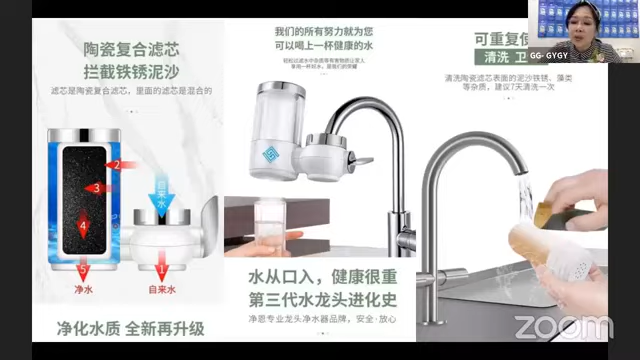 陶瓷复合滤芯
拦截铁锈泥沙
滤芯是陶瓷复合滤芯，里面的滤芯是混合的
2
3
4
5
1
自来水
净水
自来水
净化水质 全新再升级
我们的所有努力就为您
可以喝上一杯健康的水
水从口入，健康很重
第三代水龙头进化史
净恩专业龙头净水器品牌，安全·放心
可重复使
清洗 卫
清洗陶瓷滤芯表面的泥沙铁锈、藻类
等杂质，建议7天清洗一次
GG- GYGY
zoom